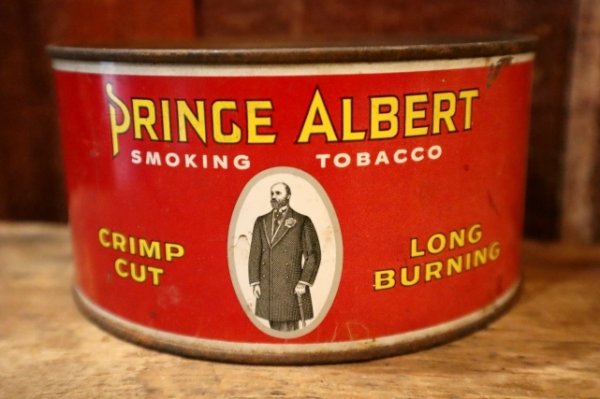 PRINCE ALBERT
SMOKING TOBACCO
CRIMP CUT
LONG BURNING